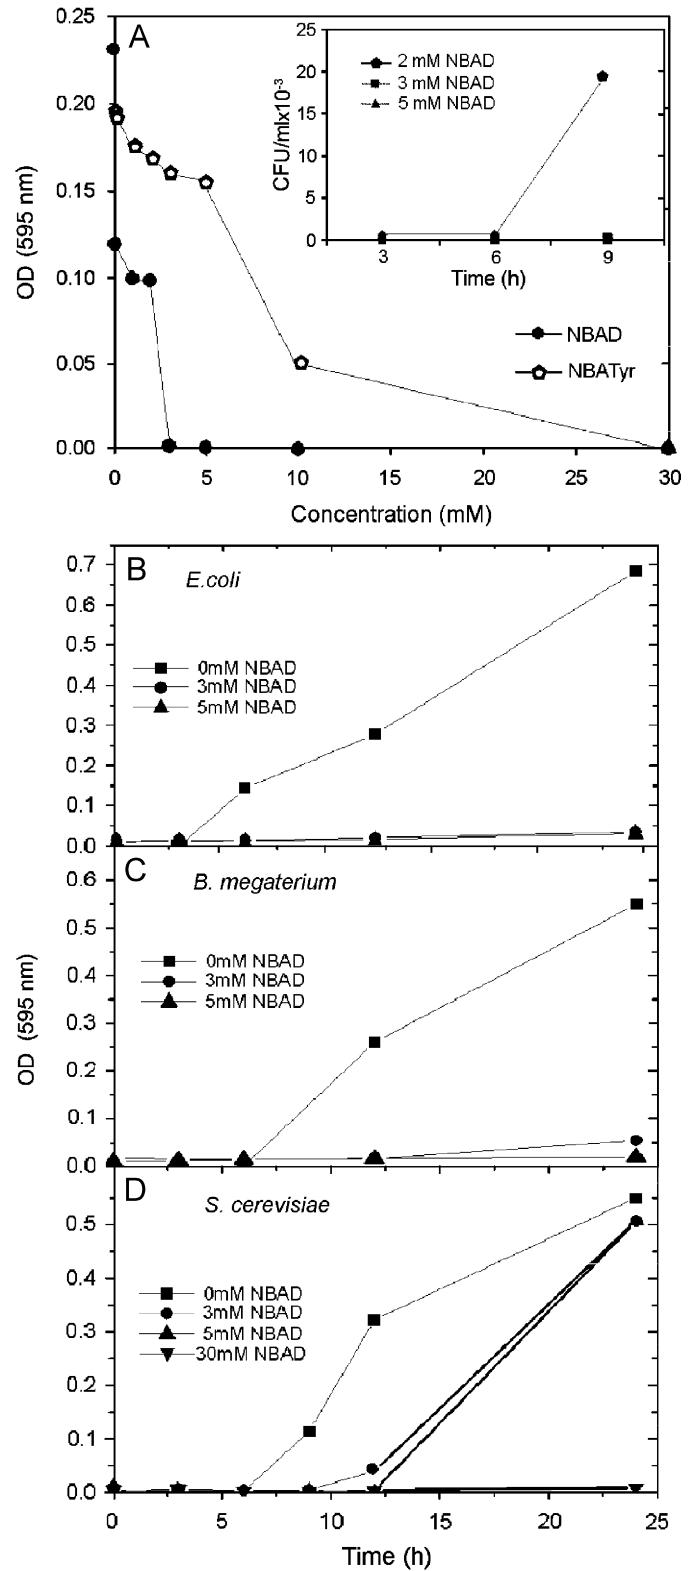 A
0.25
0.20
0.15
0.10
0.05
0.00
OD (595 nm)
0
5
10
15
20
25
30
Concentration (mM)
NBAD
NBATyr
25
20
15
10
5
0
CFU/mlx10-3
2 mM NBAD
3 mM NBAD
5 mM NBAD
3
6
9
Time (h)
B
E.coli
0.7
0.6
0.5
0.4
0.3
0.2
0.1
0.0
0mM NBAD
3mM NBAD
5mM NBAD
C
B. megaterium
0.6
0.5
0.4
0.3
0.2
0.1
0.0
OD (595 nm)
0mM NBAD
3mM NBAD
5mM NBAD
D
S. cerevisiae
0.5
0.4
0.3
0.2
0.1
0.0
0mM NBAD
3mM NBAD
5mM NBAD
30mM NBAD
0
5
10
15
20
25
Time (h)